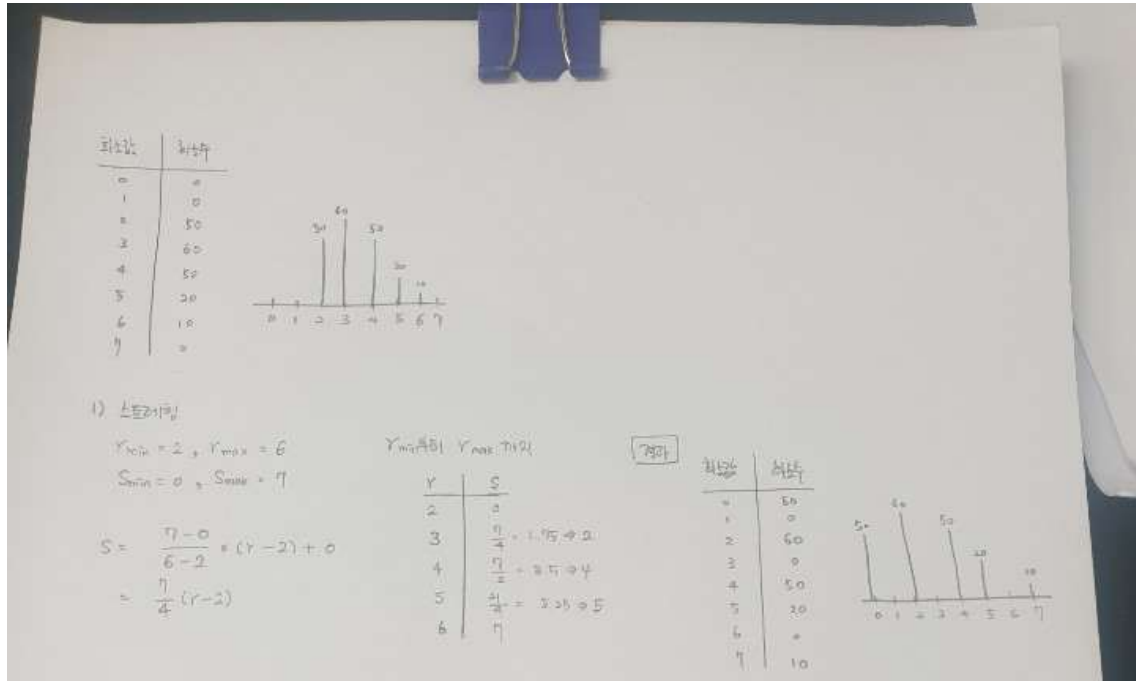 화소값 화소수
0 0
1 0
2 50
3 60
4 50
5 20
6 10
7 0
50 60 50 20 10
0 1 2 3 4 5 6 7
1) 스트레칭
rmin = 2, rmax = 6
Smin = 0, Smax = 7
S = 7-0/6-2 × (r-2) + 0
= 7/4 (r-2)
rmin부터 rmax 까지
r S
2 0
3 7/4 = 1.75 → 2
4 7/2 = 3.5 → 4
5 21/4 = 5.25 → 5
6 7
결과
화소값 화소수
0 50
1 0
2 60
3 0
4 50
5 20
6 0
7 10
50 60 50 20 10
0 1 2 3 4 5 6 7